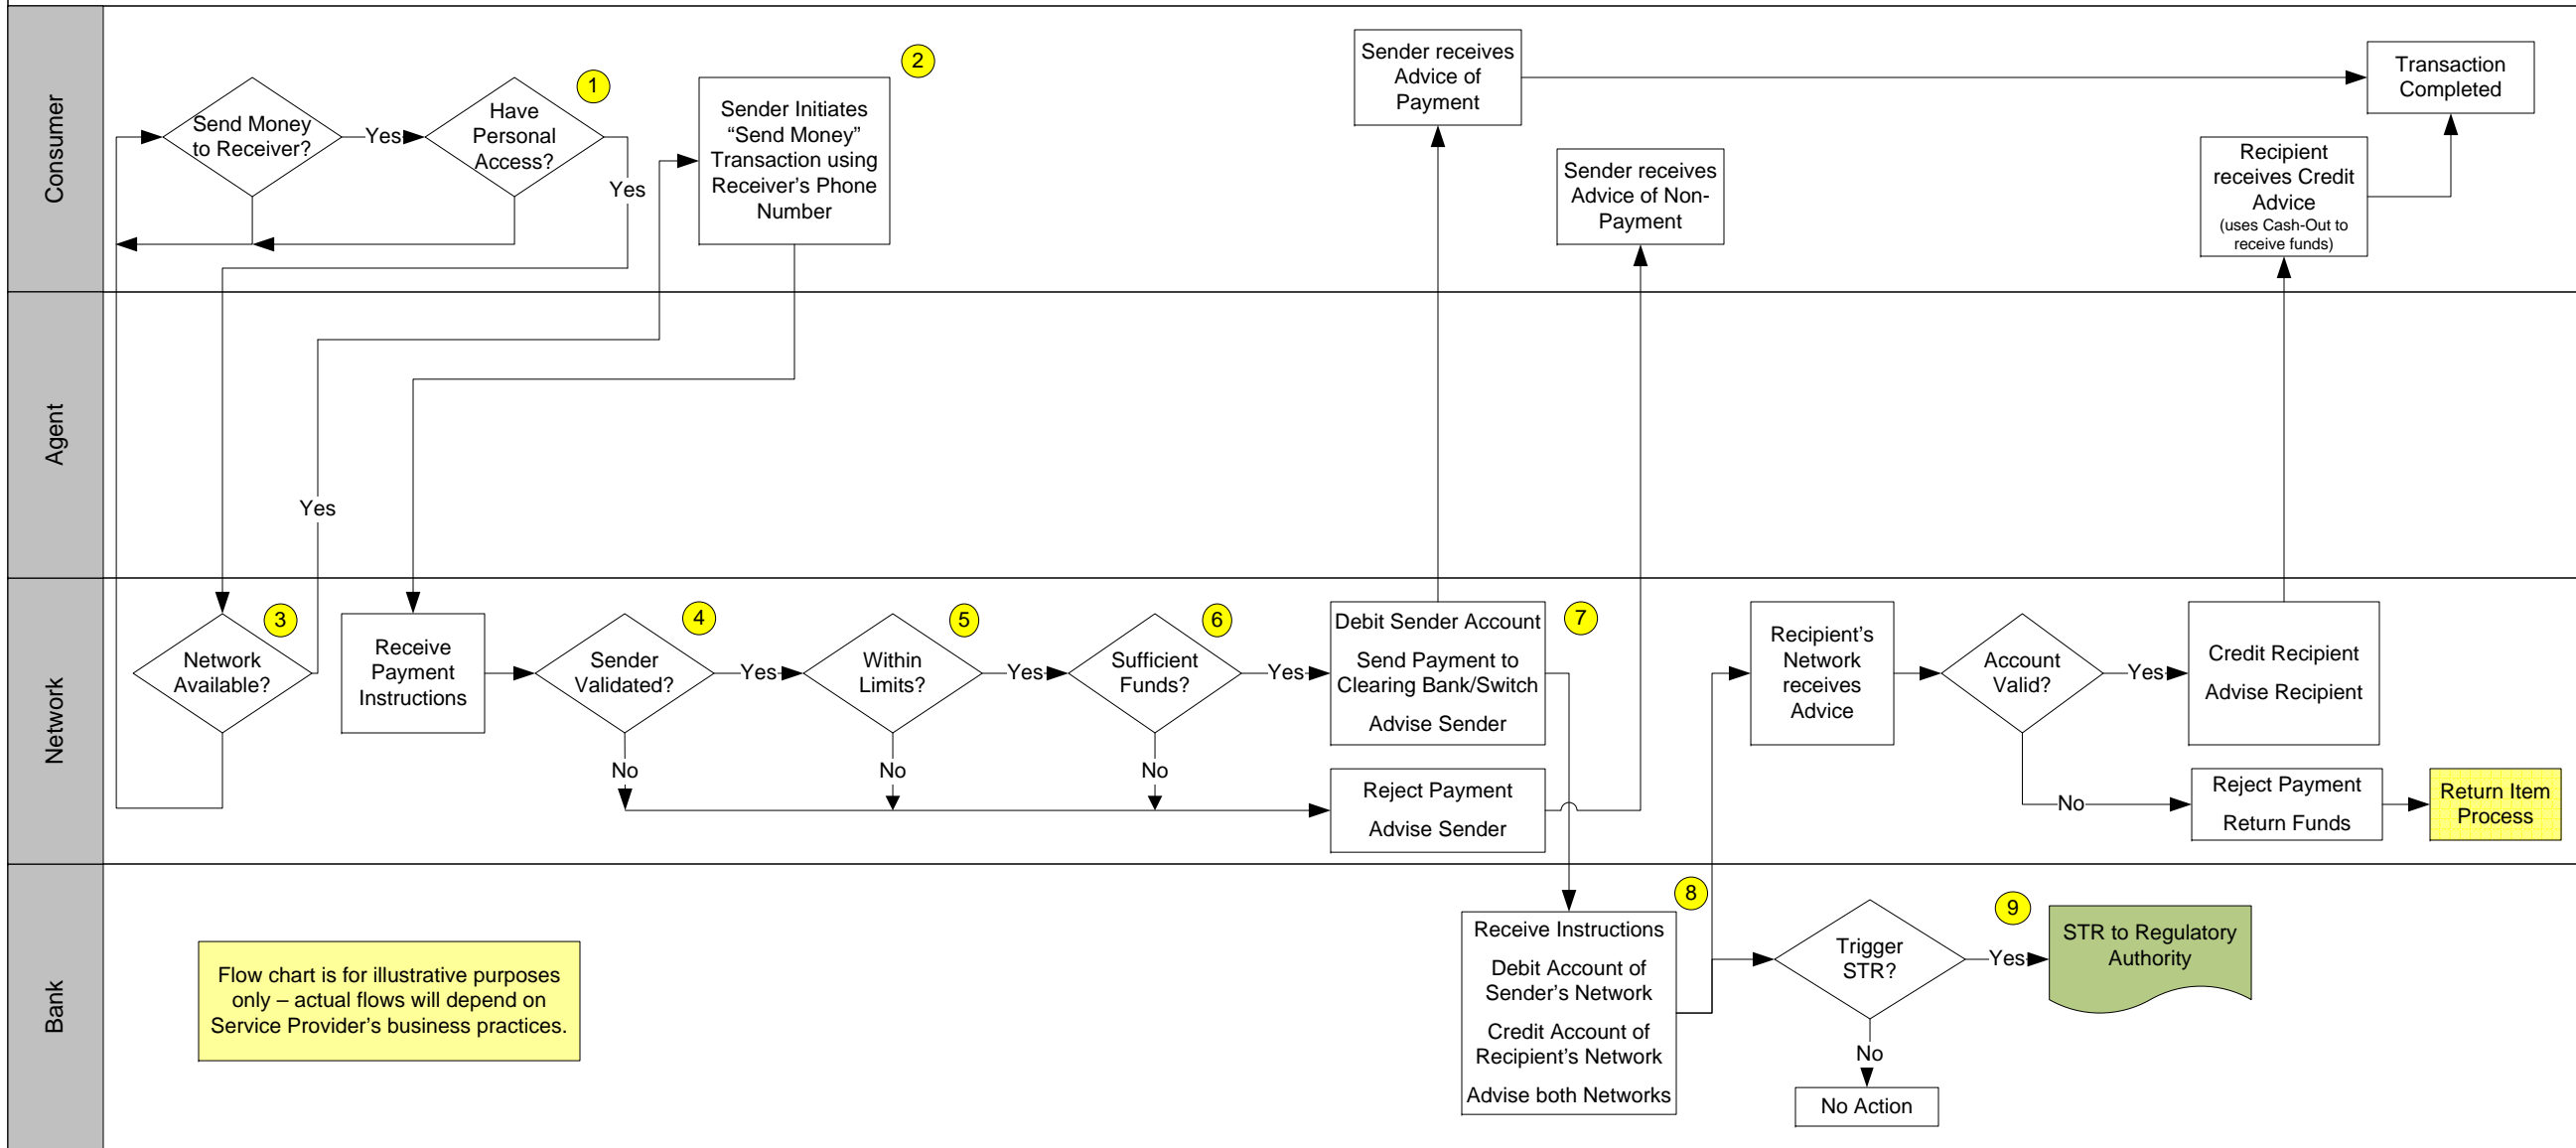 Consumer
Send Money
to Receiver?
Yes
Have
Personal
Access?
1
Yes
Sender Initiates
“Send Money”
Transaction using
Receiver’s Phone
Number
2
Sender receives
Advice of
Payment
Sender receives
Advice of Non-
Payment
Recipient
receives Credit
Advice
(uses Cash-Out to
receive funds)
Transaction
Completed
Agent
Yes
Network
Network
Available?
3
Receive
Payment
Instructions
Sender
Validated?
4
Yes
No
Within
Limits?
5
Yes
No
Sufficient
Funds?
6
Yes
No
Debit Sender Account
Send Payment to
Clearing Bank/Switch
Advise Sender
7
Reject Payment
Advise Sender
Recipient’s
Network
receives
Advice
Account
Valid?
Yes
No
Credit Recipient
Advise Recipient
Reject Payment
Return Funds
Return Item
Process
Bank
Flow chart is for illustrative purposes
only – actual flows will depend on
Service Provider’s business practices.
Receive Instructions
Debit Account of
Sender’s Network
Credit Account of
Recipient’s Network
Advise both Networks
8
Trigger
STR?
9
Yes
No
STR to Regulatory
Authority
No Action